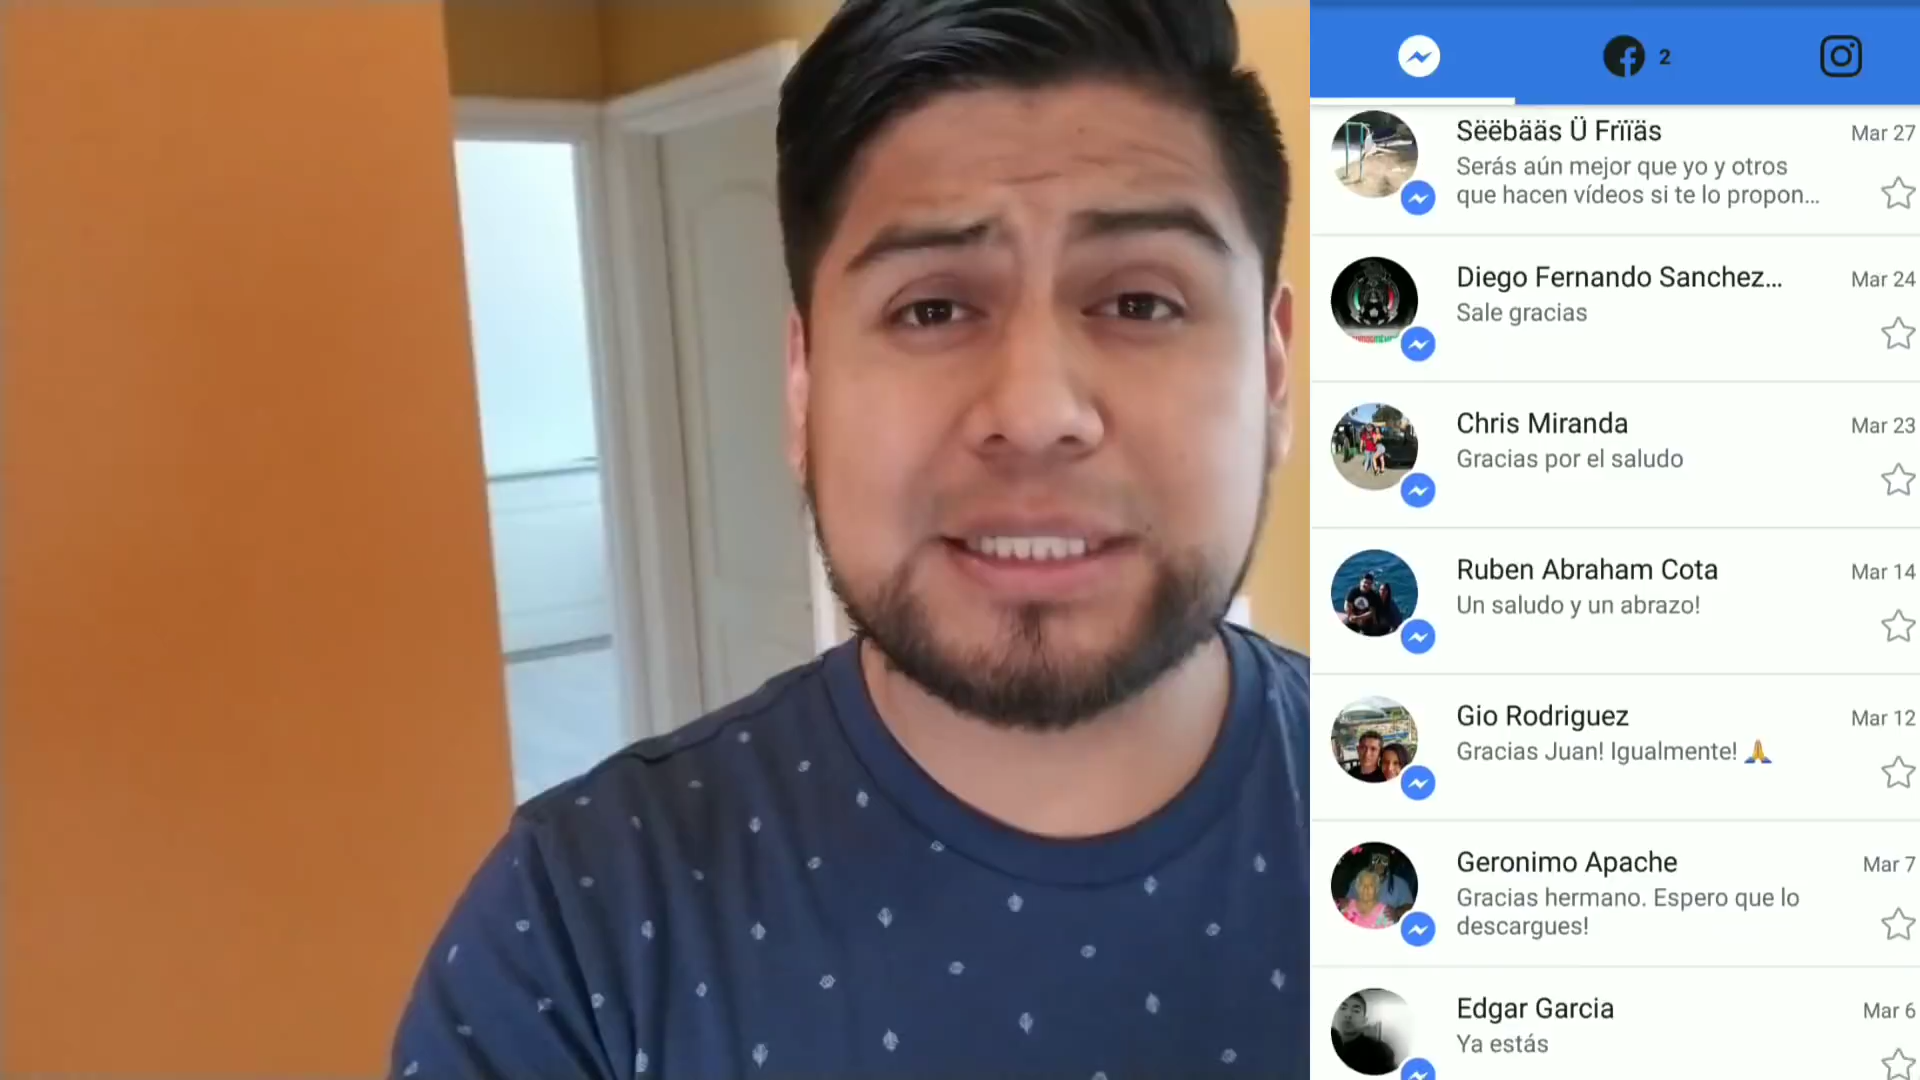 2
Sëëbääs Ü Frïïäs
Mar 27
Serás aún mejor que yo y otros
que hacen vídeos si te lo propon...
Diego Fernando Sanchez...
Mar 24
Sale gracias
Chris Miranda
Mar 23
Gracias por el saludo
Ruben Abraham Cota
Mar 14
Un saludo y un abrazo!
Gio Rodriguez
Mar 12
Gracias Juan! Igualmente! 🙏
Geronimo Apache
Mar 7
Gracias hermano. Espero que lo
descargues!
Edgar Garcia
Mar 6
Ya estás